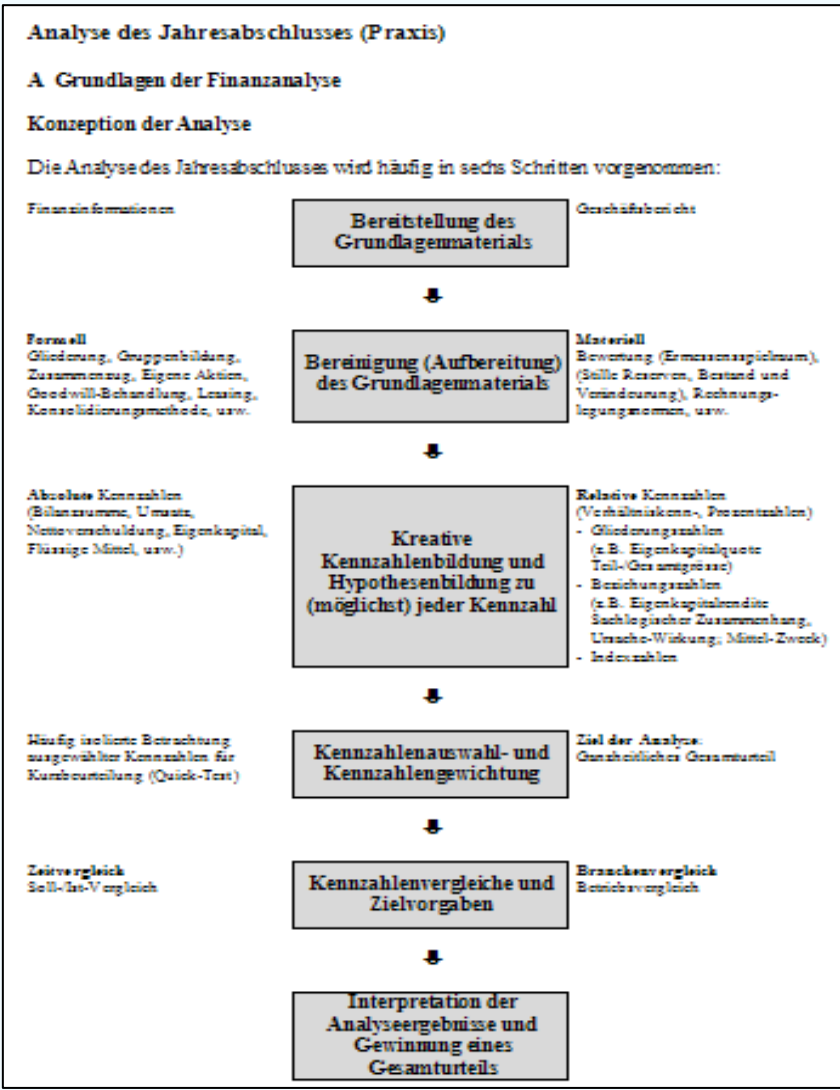 Analyse des Jahresabschlusses (Praxis)
A Grundlagen der Finanzanalyse
Konzeption der Analyse
Die Analyse des Jahresabschlusses wird häufig in sechs Schritten vorgenommen:
Finanzinformationen
Bereitstellung des
Grundlagenmaterials
Geschäftsbericht
Formell
Gliederung, Gruppenbildung,
Zusammenzug, Eigene Aktien,
Goodwill-Behandlung, Leasing,
Konsolidierungsmethode, usw.
Bereinigung (Aufbereitung)
des Grundlagenmaterials
Materiell
Bewertung (Ermessensspielraum),
(Stille Reserven, Bestand und
Veränderung), Rechnungs-
legungsnormen, usw.
Absolute Kennzahlen
(Bilanzsumme, Umsatz,
Nettoverschuldung, Eigenkapital,
Flüssige Mittel, usw.)
Kreative
Kennzahlenbildung und
Hypothesenbildung zu
(möglichst) jeder Kennzahl
Relative Kennzahlen
(Verhältniskenn-, Prozentzahlen)
- Gliederungszahlen
(z.B. Eigenkapitalquote
Teil-/Gesamtgrösse)
- Beziehungszahlen
(z.B. Eigenkapitalrendite
Sachlogischer Zusammenhang,
Ursache-Wirkung; Mittel-Zweck)
- Indexzahlen
Häufig isolierte Betrachtung
ausgewählter Kennzahlen für
Kurzbeurteilung (Quick-Test)
Kennzahlenauswahl- und
Kennzahlengewichtung
Ziel der Analyse:
Ganzheitliches Gesamturteil
Zeitvergleich
Soll-/Ist-Vergleich
Kennzahlenvergleiche und
Zielvorgaben
Branchenvergleich
Betriebsvergleich
Interpretation der
Analyseergebnisse und
Gewinnung eines
Gesamturteils